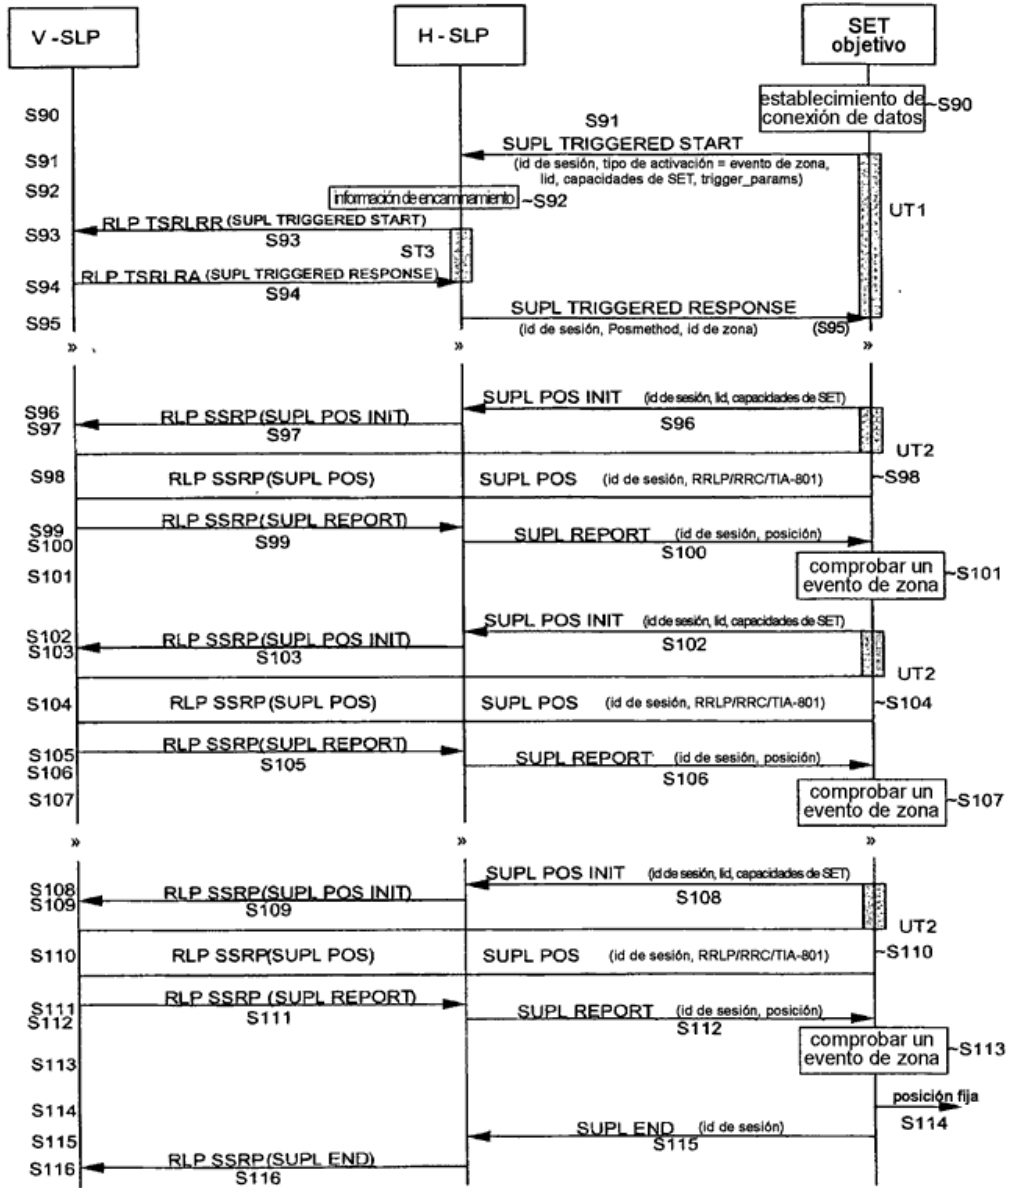 V -SLP
H - SLP
SET
objetivo
S90
establecimiento de
conexión de datos
~S90
S91
S91
SUPL TRIGGERED START
(id de sesión, tipo de activación = evento de zona,
lid, capacidades de SET, trigger_params)
UT1
S92
información de encaminamiento
~S92
S93
RLP TSRLRR (SUPL TRIGGERED START)
S93
ST3
S94
RLP TSRLRA (SUPL TRIGGERED RESPONSE)
S94
S95
SUPL TRIGGERED RESPONSE
(id de sesión, Posmethod, id de zona)
(S95)
»
»
»
S96
SUPL POS INIT (id de sesión, lid, capacidades de SET)
S96
S97
RLP SSRP(SUPL POS INIT)
S97
UT2
S98
RLP SSRP(SUPL POS)
SUPL POS (id de sesión, RRLP/RRC/TIA-801)
~S98
S99
RLP SSRP(SUPL REPORT)
S99
S100
SUPL REPORT (id de sesión, posición)
S100
S101
comprobar un
evento de zona
~S101
S102
SUPL POS INIT (id de sesión, lid, capacidades de SET)
S102
S103
RLP SSRP(SUPL POS INIT)
S103
UT2
S104
RLP SSRP(SUPL POS)
SUPL POS (id de sesión, RRLP/RRC/TIA-801)
~S104
S105
RLP SSRP(SUPL REPORT)
S105
S106
SUPL REPORT (id de sesión, posición)
S106
S107
comprobar un
evento de zona
~S107
»
»
»
S108
SUPL POS INIT (id de sesión, lid, capacidades de SET)
S108
S109
RLP SSRP(SUPL POS INIT)
S109
UT2
S110
RLP SSRP(SUPL POS)
SUPL POS (id de sesión, RRLP/RRC/TIA-801)
~S110
S111
RLP SSRP (SUPL REPORT)
S111
S112
SUPL REPORT (id de sesión, posición)
S112
S113
comprobar un
evento de zona
~S113
S114
posición fija
S114
S115
SUPL END (id de sesión)
S115
S116
RLP SSRP(SUPL END)
S116